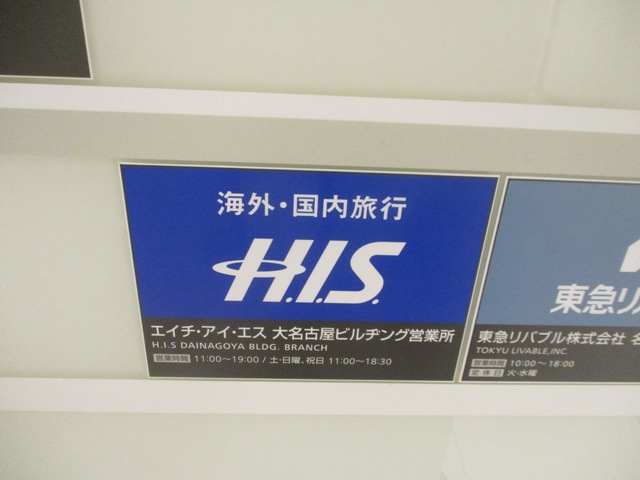 海外・国内旅行
H.I.S.
エイチ・アイ・エス 大名古屋ビルヂング営業所
H.I.S DAINAGOYA BLDG. BRANCH
営業時間 11:00～19:00 / 土・日曜、祝日 11:00～18:30
東急リ
東急リバブル株式会社 名
TOKYU LIVABLE,INC.
営業時間 10:00～18:00
定休日 火・水曜